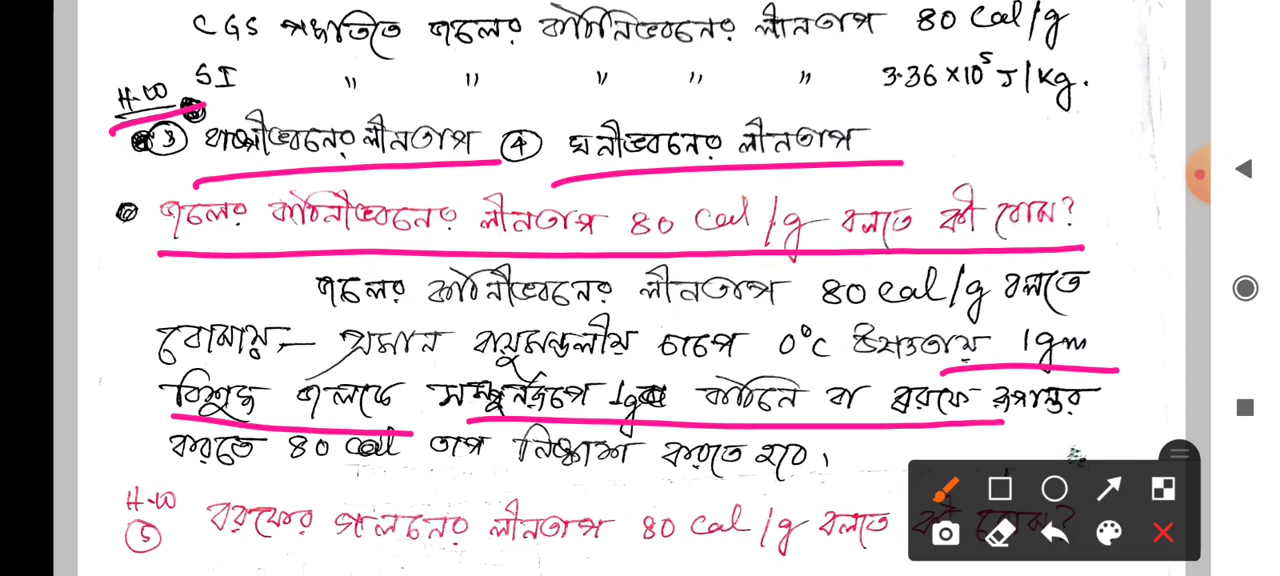 CGS পদ্ধতিতে জলের কঠিনীভবনের লীনতাপ 80 Cal/g
SI " " " " " 3.36 × 10⁵ J/kg.
H.W
③ বাষ্পীভবনের লীনতাপ ④ ঘনীভবনের লীনতাপ
জলের কঠিনীভবনের লীনতাপ 80 Cal/g বলতে কী বোঝ?
জলের কঠিনীভবনের লীনতাপ 80 cal/g বলতে
বোঝায় — প্রমাণ বায়ুমন্ডলীয় চাপে 0°C উষ্ণতায় 1gm
বিশুদ্ধ জলকে সম্পূর্ণরূপে 1g কঠিনে বা বরফে রূপান্তর
করতে 80 cal তাপ নিষ্কাশন করতে হবে।
H.W
⑤ বরফের গলনের লীনতাপ 80 Cal/g বলতে কী বোঝ?